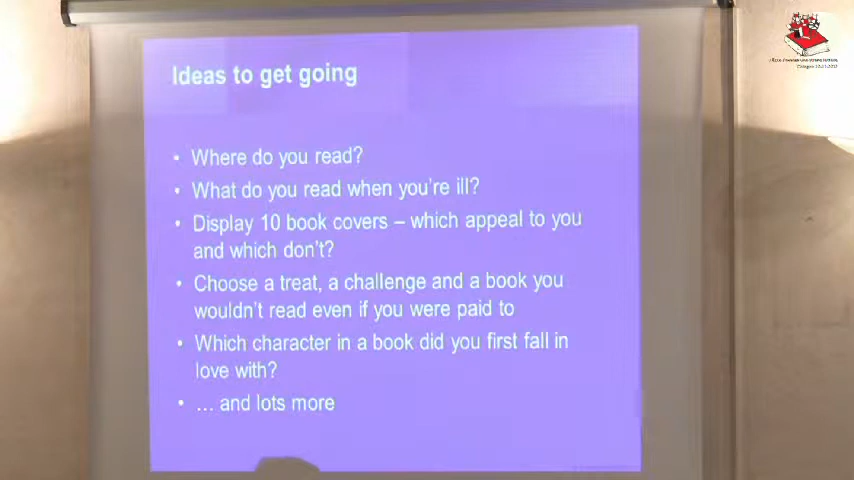 Ideas to get going
• Where do you read?
• What do you read when you're ill?
• Display 10 book covers – which appeal to you
and which don't?
• Choose a treat, a challenge and a book you
wouldn't read even if you were paid to
• Which character in a book did you first fall in
love with?
• … and lots more